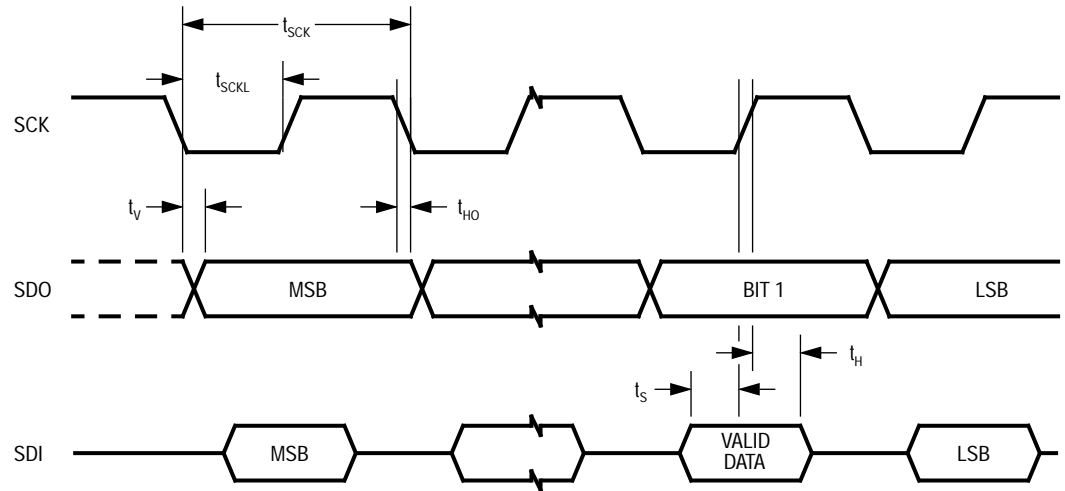 tSCK
tSCKL
SCK
tV
tHO
SDO
MSB
BIT 1
LSB
tH
tS
SDI
MSB
VALID
DATA
LSB